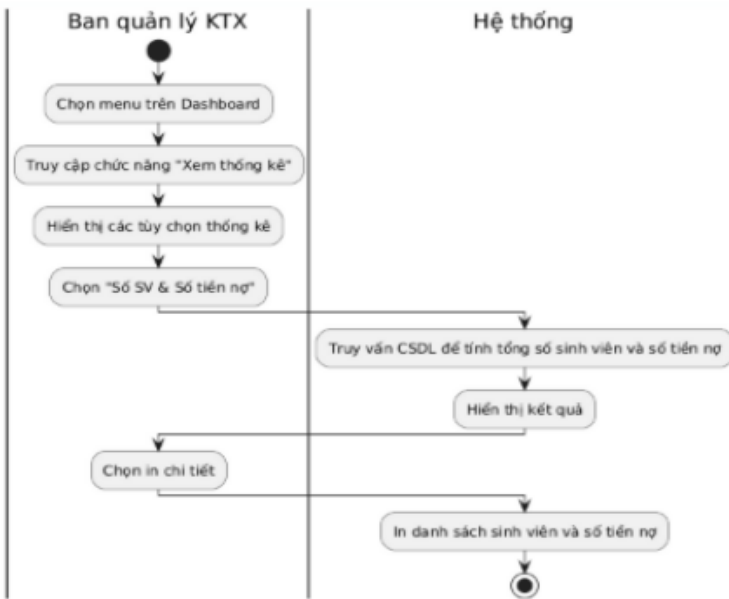 Ban quản lý KTX
Hệ thống
Chọn menu trên Dashboard
Truy cập chức năng "Xem thống kê"
Hiển thị các tùy chọn thống kê
Chọn "Số SV & Số tiền nợ"
Truy vấn CSDL để tính tổng số sinh viên và số tiền nợ
Hiển thị kết quả
Chọn in chi tiết
In danh sách sinh viên và số tiền nợ